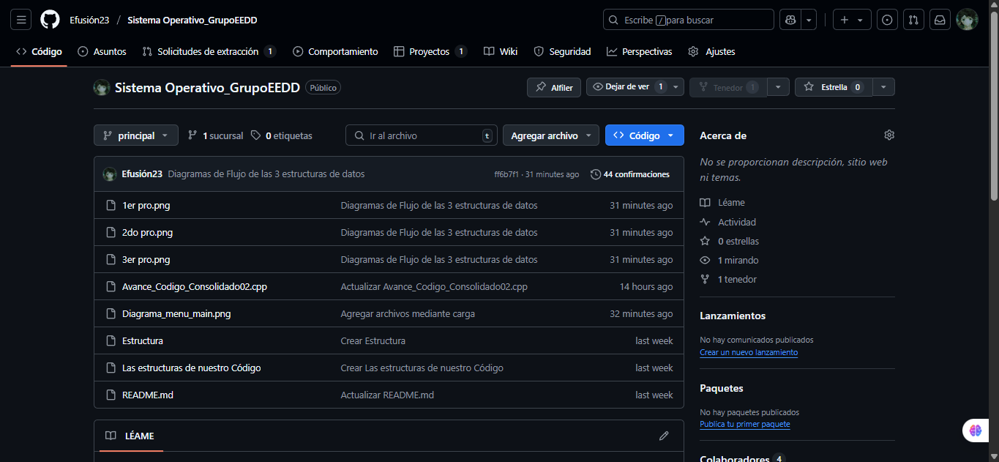 Efusión23 / Sistema Operativo_GrupoEEDD
Escribe / para buscar
Código Asuntos Solicitudes de extracción 1 Comportamiento Proyectos 1 Wiki Seguridad Perspectivas Ajustes
Sistema Operativo_GrupoEEDD Público
Alfiler Dejar de ver 1 Tenedor 1 Estrella 0
principal 1 sucursal 0 etiquetas Ir al archivo t Agregar archivo Código
Efusión23 Diagramas de Flujo de las 3 estructuras de datos ff6b7f1 · 31 minutes ago 44 confirmaciones
1er pro.png Diagramas de Flujo de las 3 estructuras de datos 31 minutes ago
2do pro.png Diagramas de Flujo de las 3 estructuras de datos 31 minutes ago
3er pro.png Diagramas de Flujo de las 3 estructuras de datos 31 minutes ago
Avance_Codigo_Consolidado02.cpp Actualizar Avance_Codigo_Consolidado02.cpp 14 hours ago
Diagrama_menu_main.png Agregar archivos mediante carga 32 minutes ago
Estructura Crear Estructura last week
Las estructuras de nuestro Código Crear Las estructuras de nuestro Código last week
README.md Actualizar README.md last week
LÉAME
Acerca de
No se proporcionan descripción, sitio web
ni temas.
Léame
Actividad
0 estrellas
1 mirando
1 tenedor
Lanzamientos
No hay comunicados publicados
Crear un nuevo lanzamiento
Paquetes
No hay paquetes publicados
Publica tu primer paquete
Colaboradores 4